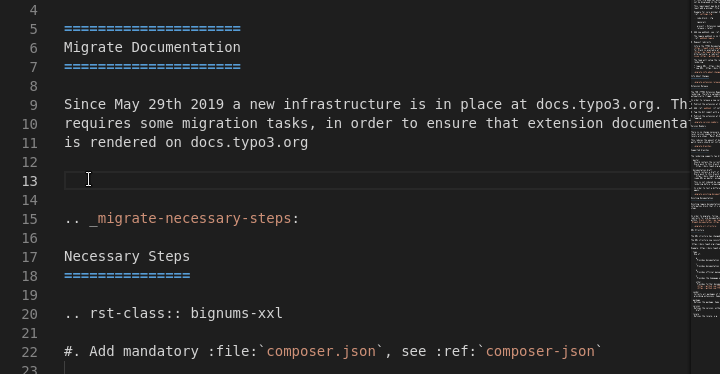 4
5 =====================
6 Migrate Documentation
7 =====================
8
9 Since May 29th 2019 a new infrastructure is in place at docs.typo3.org. Th
10 requires some migration tasks, in order to ensure that extension documenta
11 is rendered on docs.typo3.org
12
13
14
15 .. _migrate-necessary-steps:
16
17 Necessary Steps
18 ===============
19
20 .. rst-class:: bignums-xxl
21
22 #. Add mandatory :file:`composer.json`, see :ref:`composer-json`
23